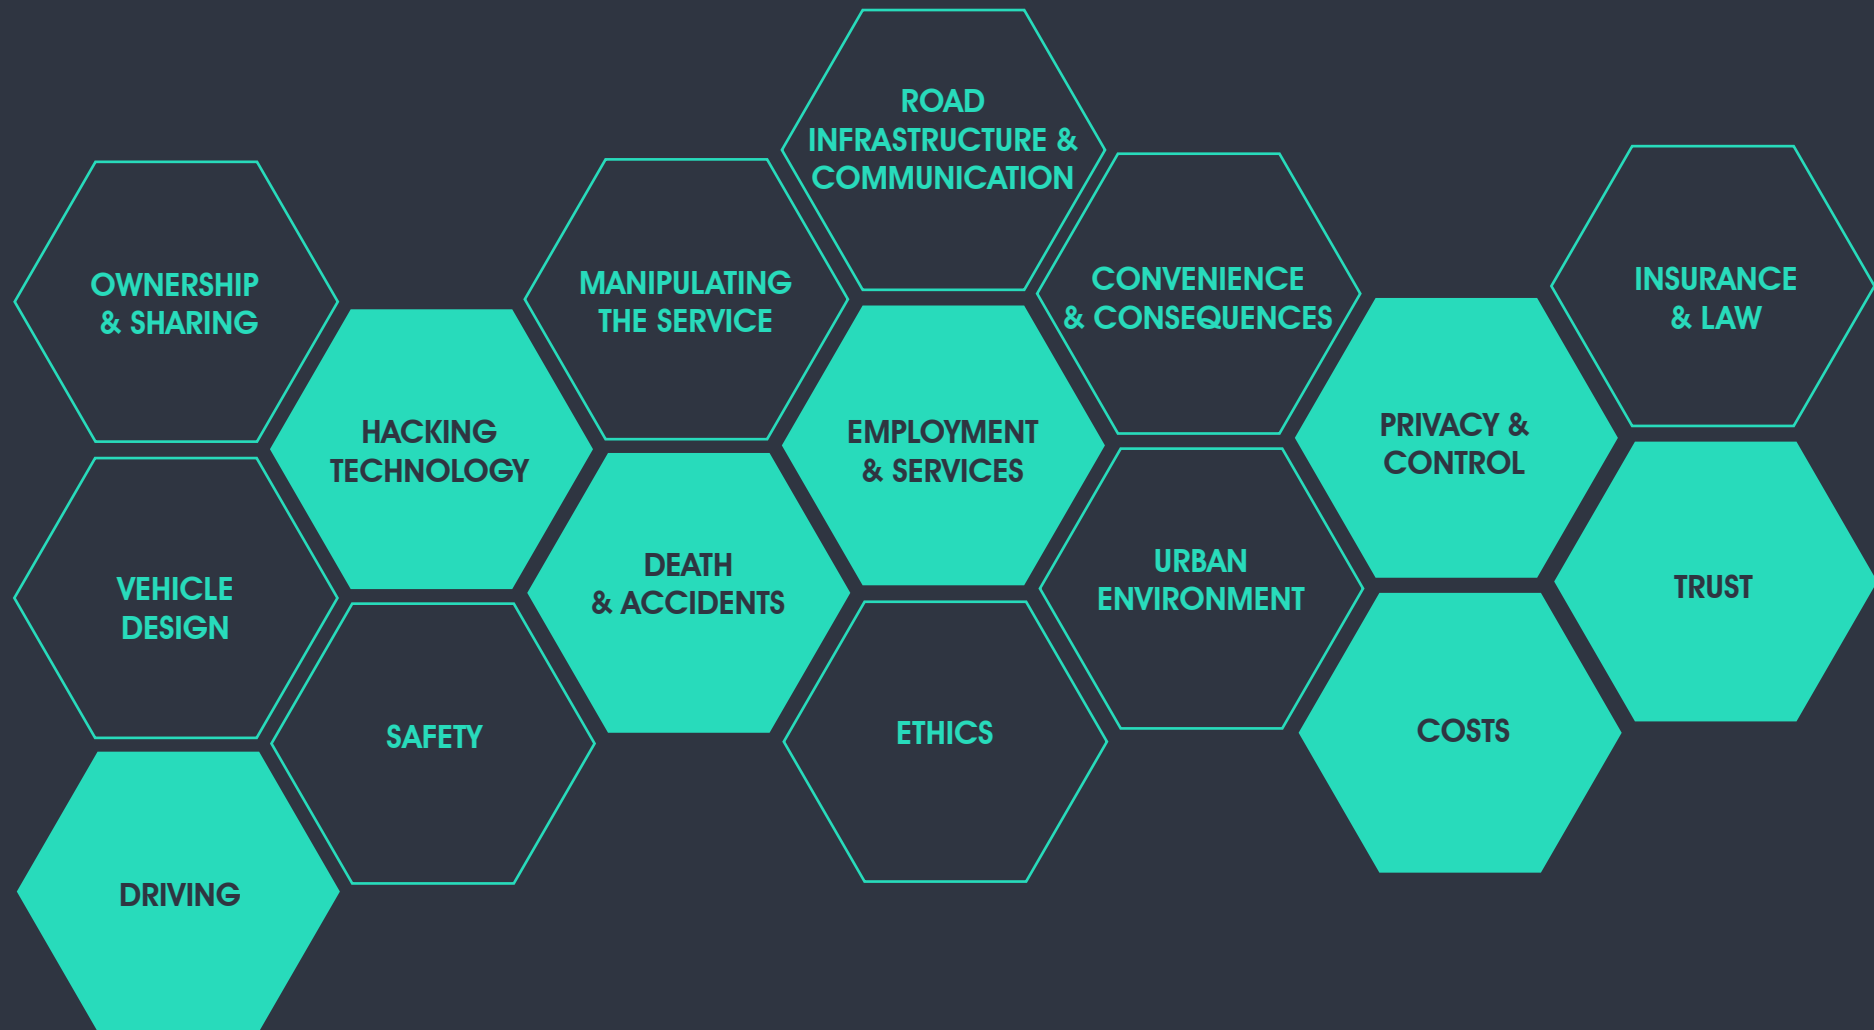 ROAD
INFRASTRUCTURE &
COMMUNICATION
OWNERSHIP
& SHARING
MANIPULATING
THE SERVICE
CONVENIENCE
& CONSEQUENCES
INSURANCE
& LAW
HACKING
TECHNOLOGY
EMPLOYMENT
& SERVICES
PRIVACY &
CONTROL
VEHICLE
DESIGN
DEATH
& ACCIDENTS
URBAN
ENVIRONMENT
TRUST
SAFETY
ETHICS
COSTS
DRIVING